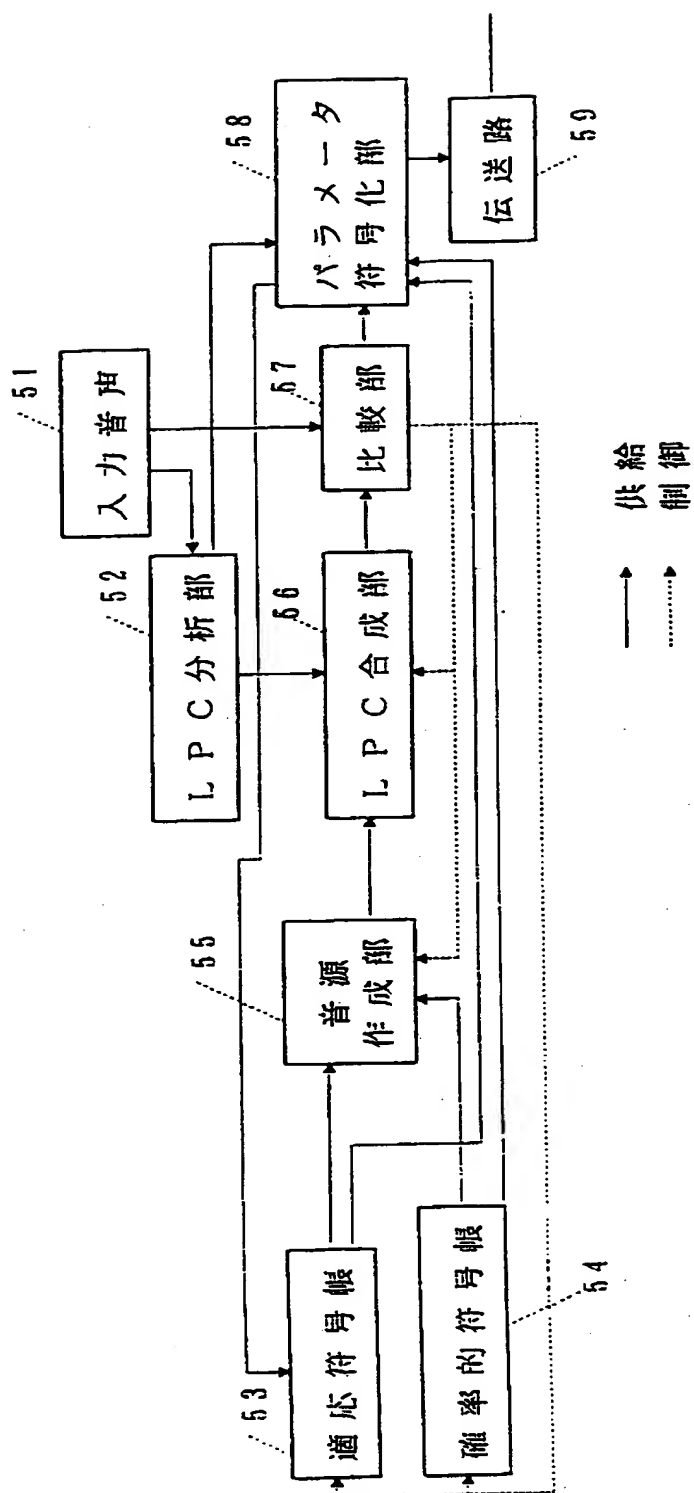 51
入力音声
52
LPC分析部
53
適応符号帳
54
確率的符号帳
55
音源
作成部
56
LPC合成部
57
比較部
58
パラメータ
符号化部
59
伝送路
供給
制御